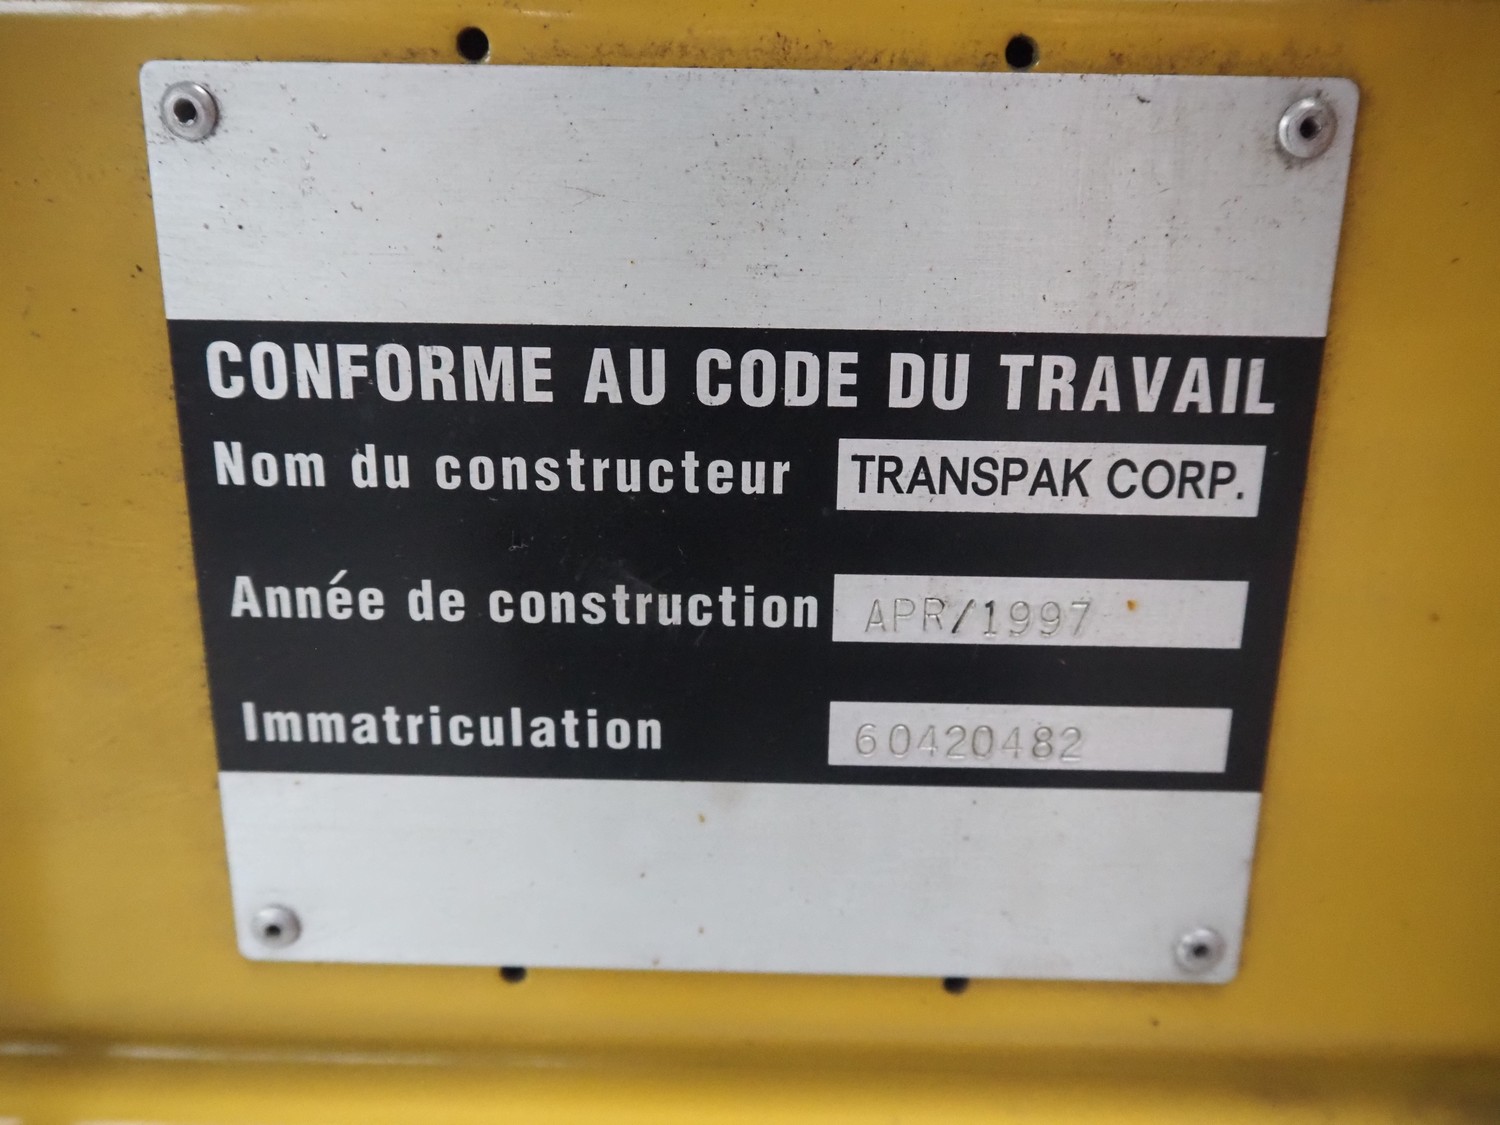 CONFORME AU CODE DU TRAVAIL
Nom du constructeur TRANSPAK CORP.
Année de construction APR/1997
Immatriculation 60420482